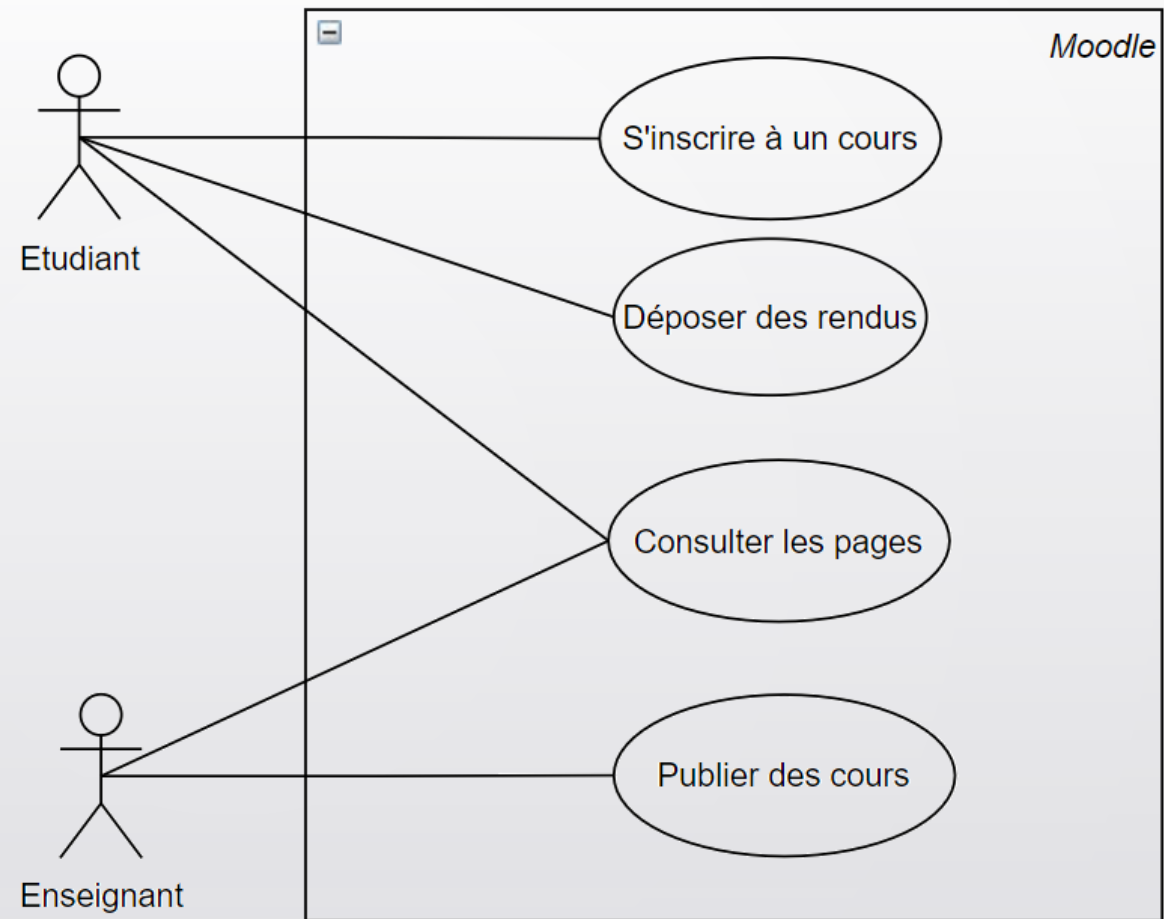 Moodle
S'inscrire à un cours
Etudiant
Déposer des rendus
Consulter les pages
Publier des cours
Enseignant